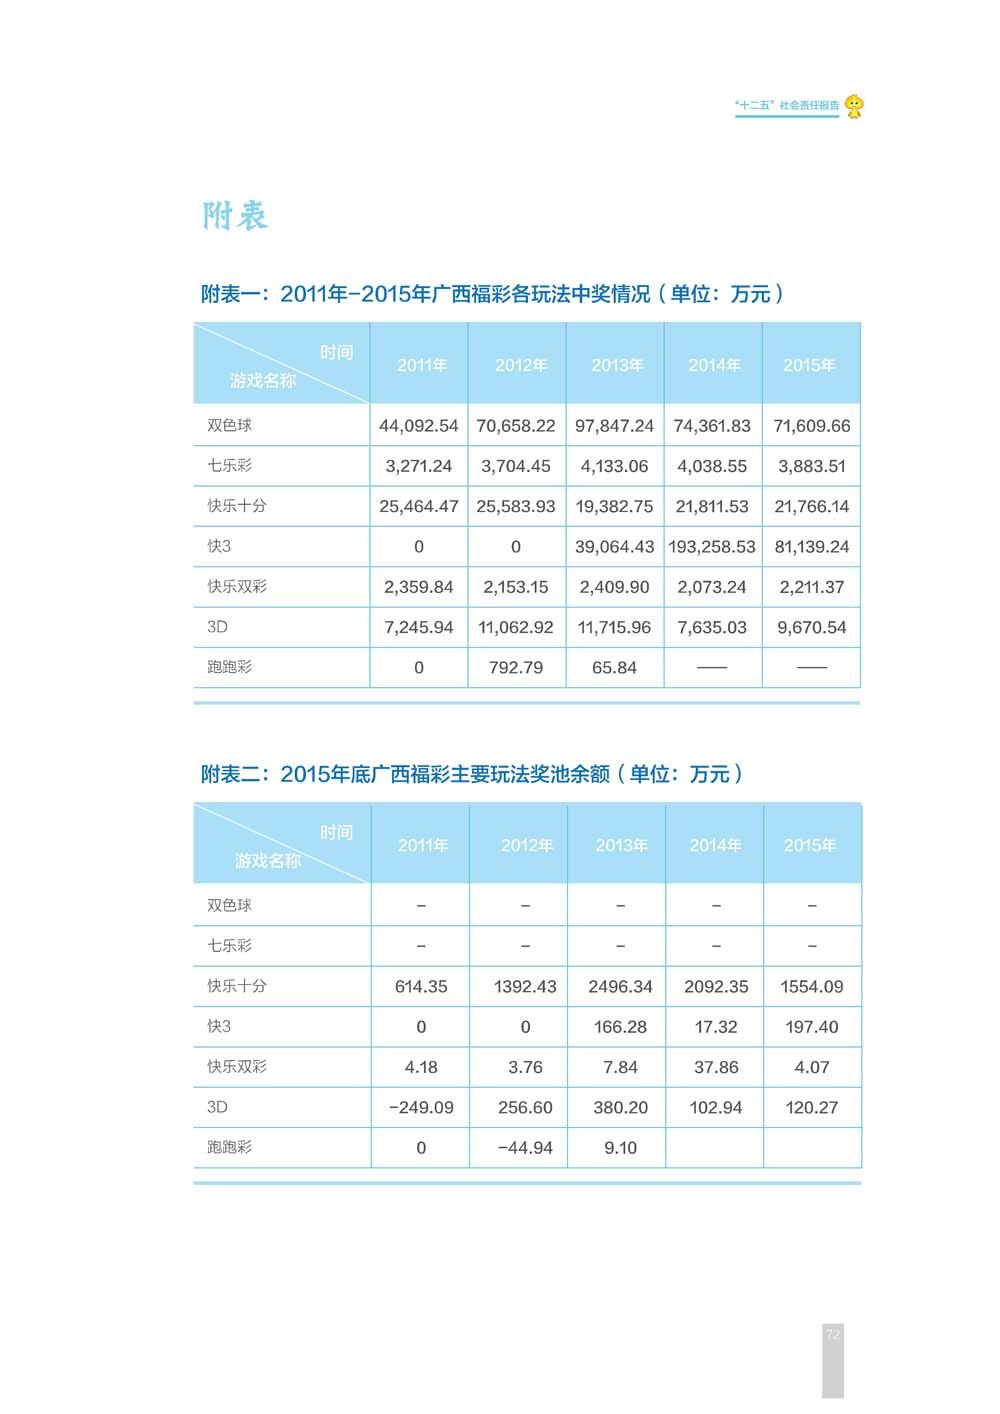 “十二五”社会责任报告
附表
附表一：2011年-2015年广西福彩各玩法中奖情况（单位：万元）
时间 2011年 2012年 2013年 2014年 2015年
游戏名称
双色球 44,092.54 70,658.22 97,847.24 74,361.83 71,609.66
七乐彩 3,271.24 3,704.45 4,133.06 4,038.55 3,883.51
快乐十分 25,464.47 25,583.93 19,382.75 21,811.53 21,766.14
快3 0 0 39,064.43 193,258.53 81,139.24
快乐双彩 2,359.84 2,153.15 2,409.90 2,073.24 2,211.37
3D 7,245.94 11,062.92 11,715.96 7,635.03 9,670.54
跑跑彩 0 792.79 65.84 —— ——
附表二：2015年底广西福彩主要玩法奖池余额（单位：万元）
时间 2011年 2012年 2013年 2014年 2015年
游戏名称
双色球 - - - - -
七乐彩 - - - - -
快乐十分 614.35 1392.43 2496.34 2092.35 1554.09
快3 0 0 166.28 17.32 197.40
快乐双彩 4.18 3.76 7.84 37.86 4.07
3D -249.09 256.60 380.20 102.94 120.27
跑跑彩 0 -44.94 9.10
72